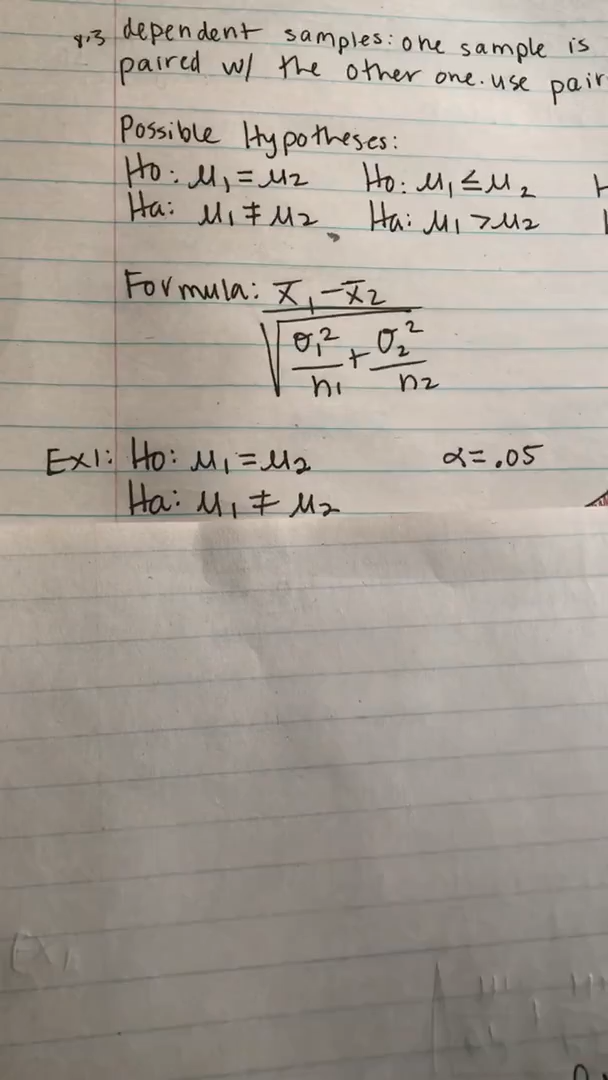 8.3 dependent samples: one sample is
paired w/ the other one. use pair
Possible Hypotheses:
Ho: μ₁ = μ₂ Ho: μ₁ ≤ μ₂ H
Ha: μ₁ ≠ μ₂ Ha: μ₁ > μ₂
Formula: x̄₁ - x̄₂
√ σ₁²/n₁ + σ₂²/n₂
EX1: Ho: μ₁ = μ₂ α = .05
Ha: μ₁ ≠ μ₂